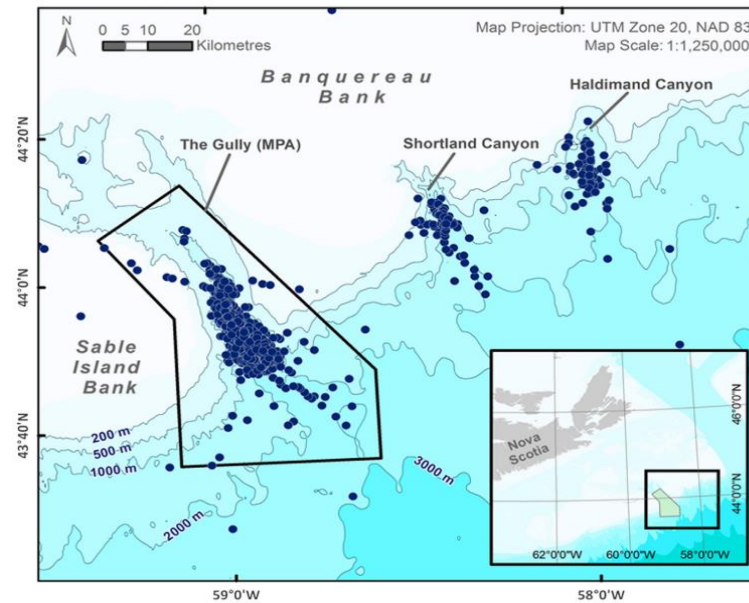 N
0 5 10 20
Kilometres
Map Projection: UTM Zone 20, NAD 83
Map Scale: 1:1,250,000
Banquereau
Bank
Haldimand Canyon
The Gully (MPA)
Shortland Canyon
44°20'N
44°0'N
43°40'N
Sable
Island
Bank
200 m
500 m
1000 m
2000 m
3000 m
Nova
Scotia
46°0'N
44°0'0"N
62°0'0"W
60°0'0"W
58°0'0"W
59°0'W
58°0'W